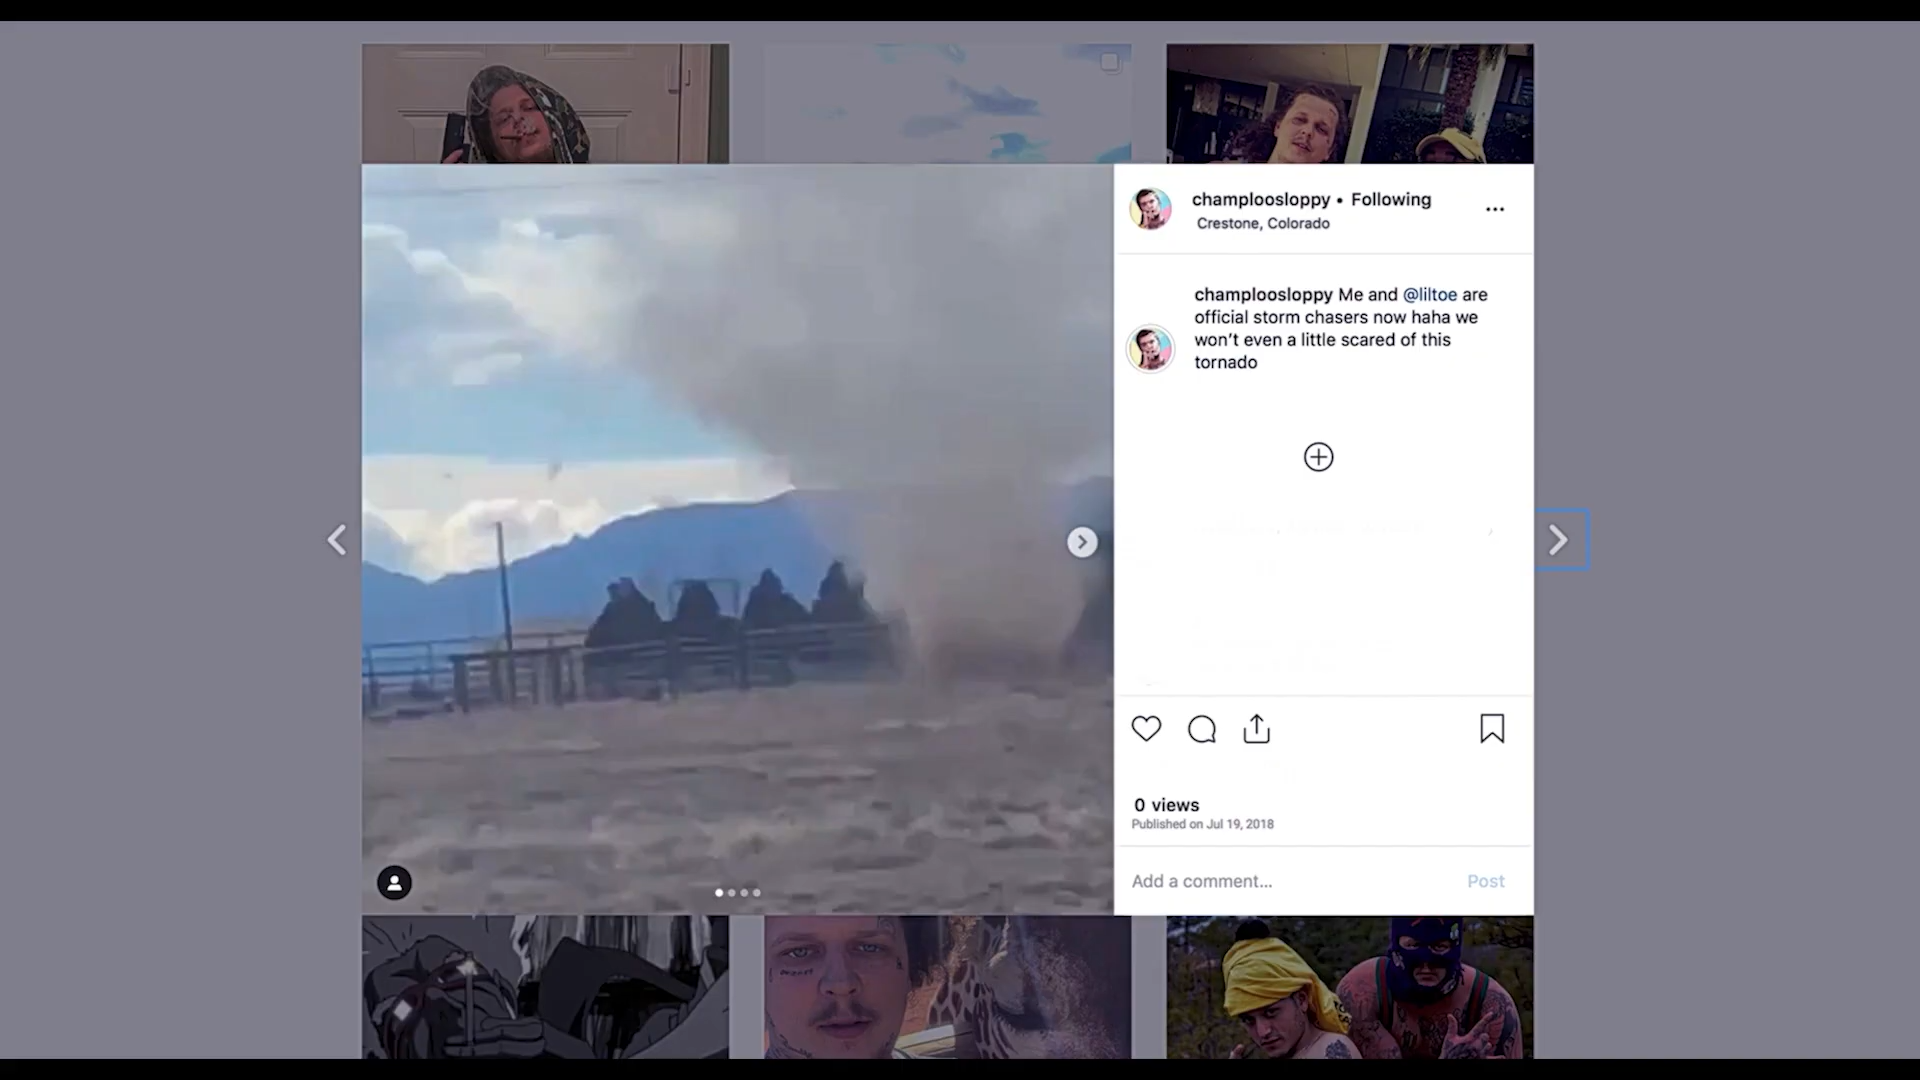 champloosloppy • Following
Crestone, Colorado
champloosloppy Me and @liltoe are
official storm chasers now haha we
won't even a little scared of this
tornado
0 views
Published on Jul 19, 2018
Add a comment... Post